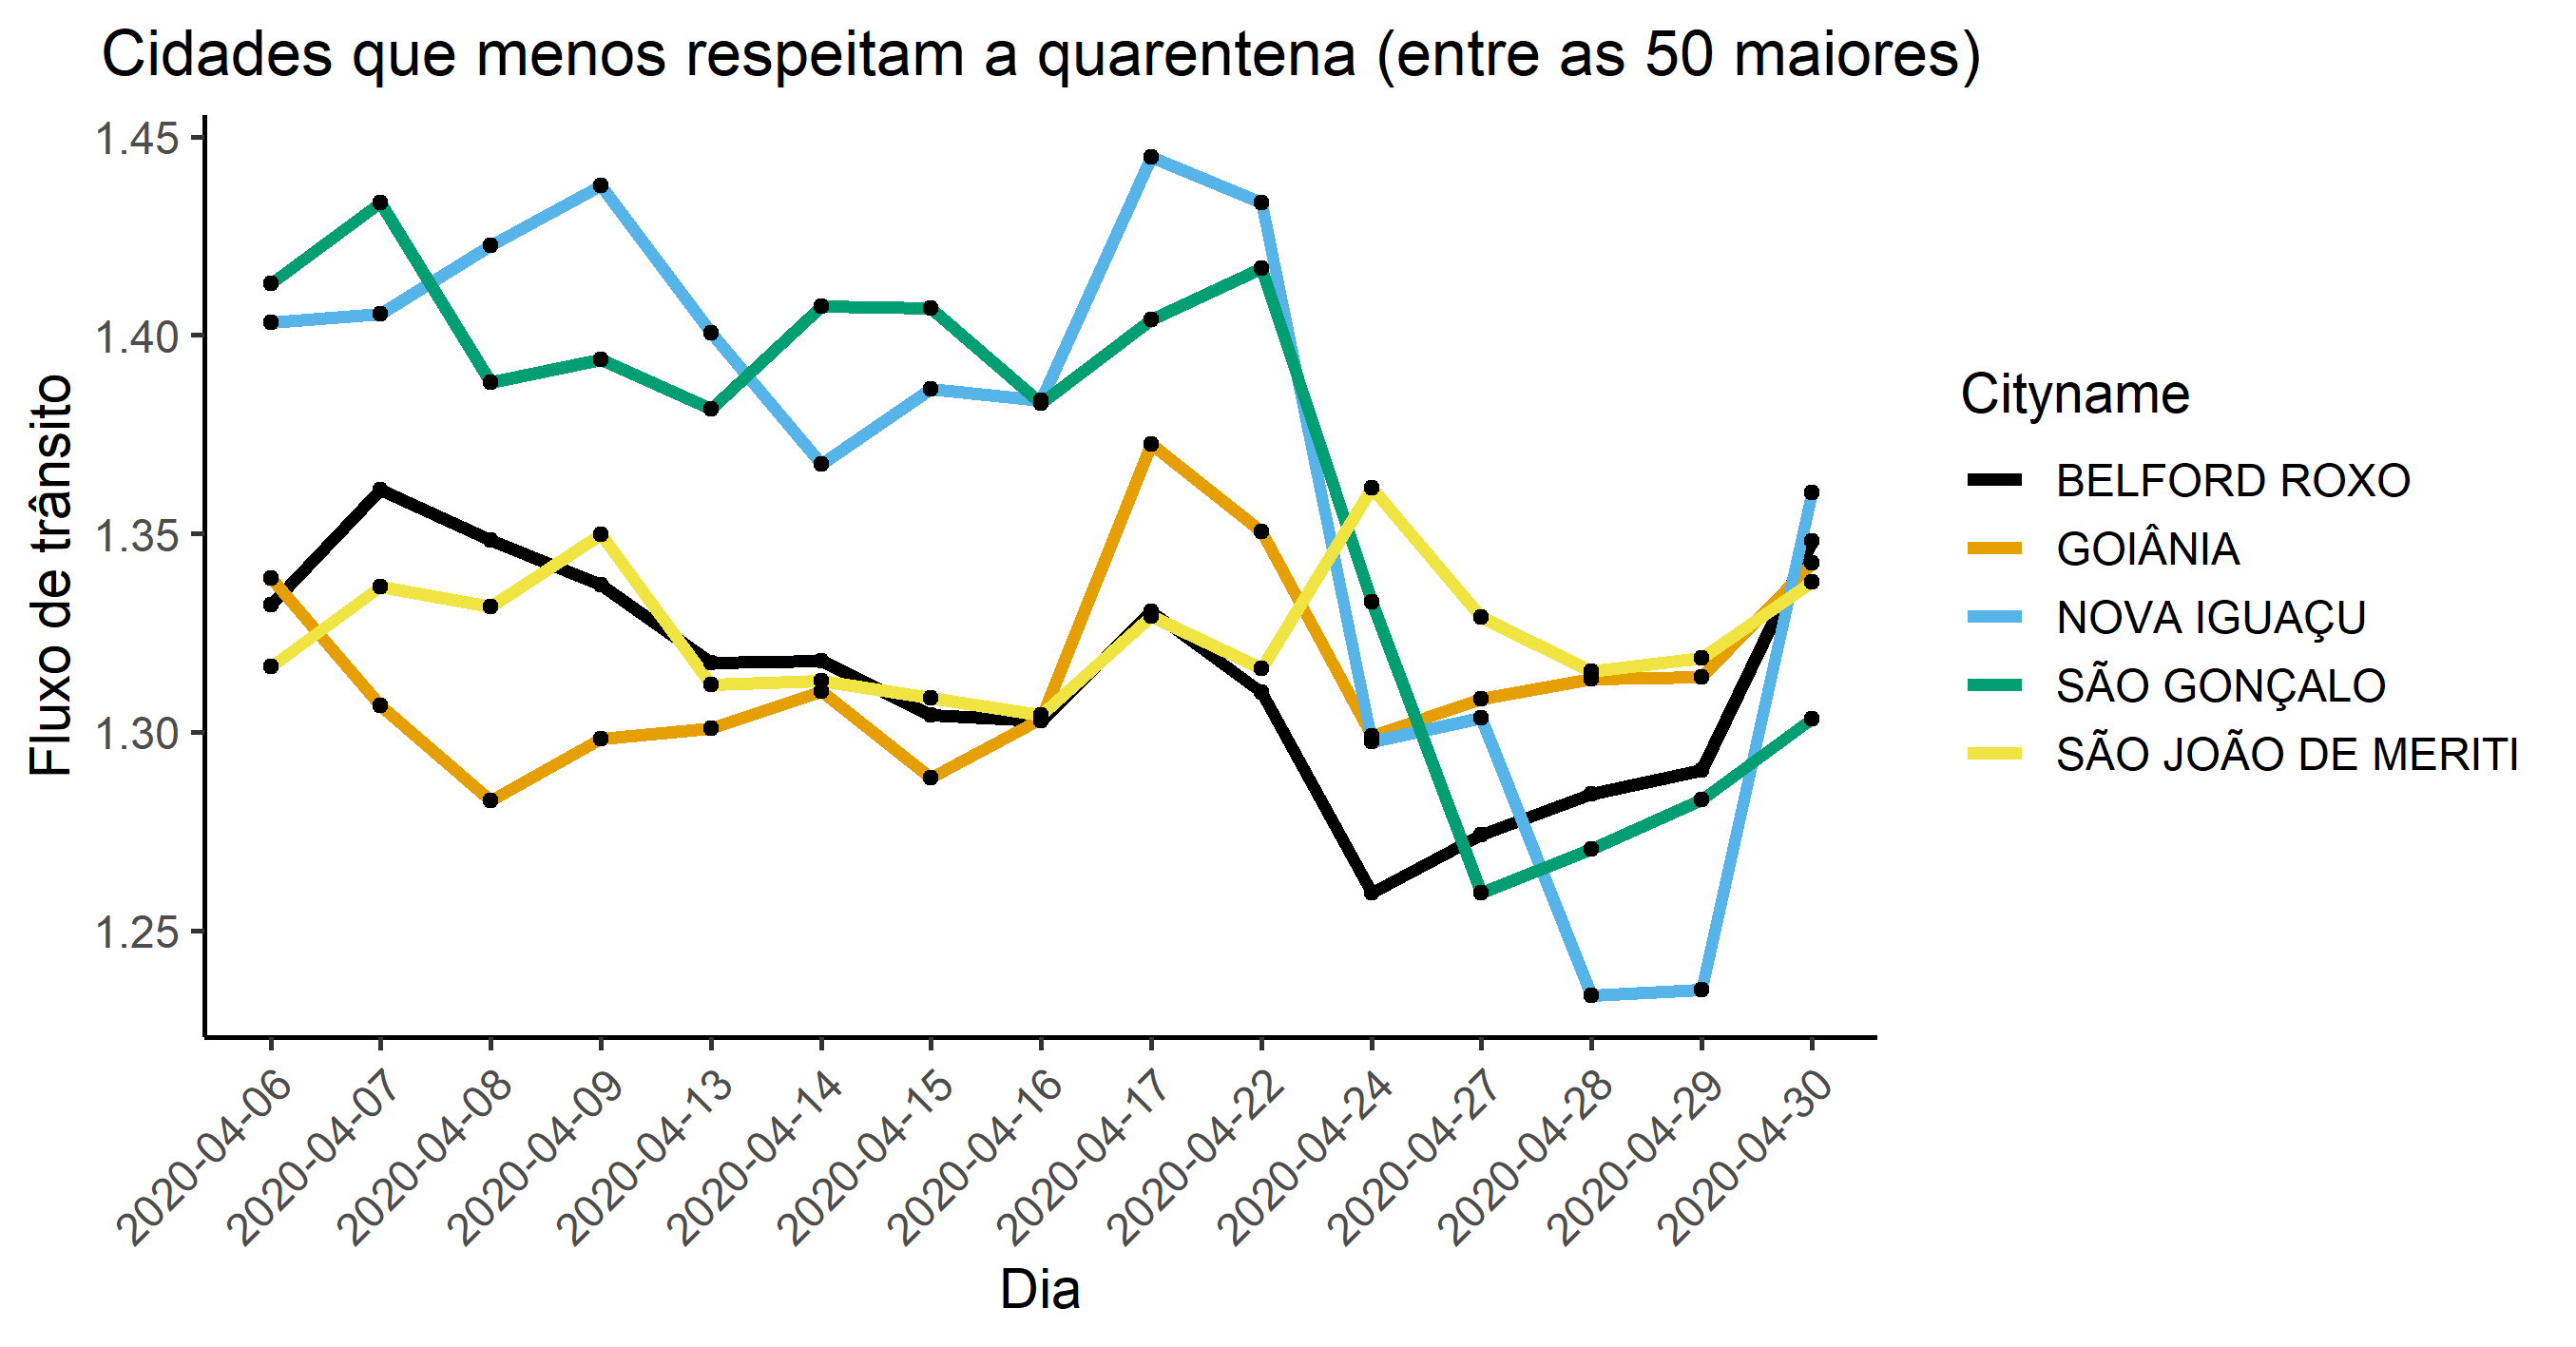 Cidades que menos respeitam a quarentena (entre as 50 maiores)
Fluxo de trânsito
1.45
1.40
1.35
1.30
1.25
2020-04-06
2020-04-07
2020-04-08
2020-04-09
2020-04-13
2020-04-14
2020-04-15
2020-04-16
2020-04-17
2020-04-22
2020-04-24
2020-04-27
2020-04-28
2020-04-29
2020-04-30
Dia
Cityname
BELFORD ROXO
GOIÂNIA
NOVA IGUAÇU
SÃO GONÇALO
SÃO JOÃO DE MERITI